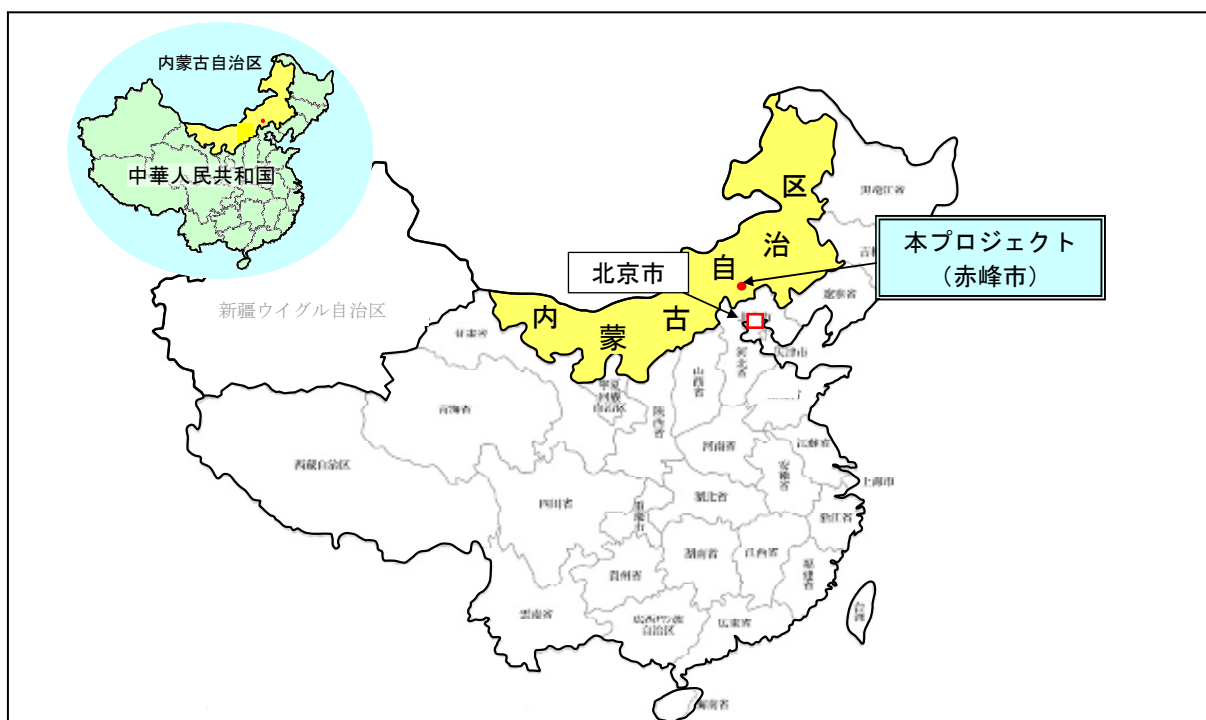 内蒙古自治区
中華人民共和国
内蒙古自治区
北京市
本プロジェクト
（赤峰市）
新疆ウイグル自治区
黒竜江省
遼寧省
甘粛省
寧夏
回族
自治区
山西省
河北省
天津市
青海省
陝西省
西蔵自治区
河南省
江蘇省
安徽省
上海市
四川省
湖北省
重慶市
浙江省
湖南省
江西省
貴州省
福建省
雲南省
広西チワン族
自治区
広東省
台湾
海南省